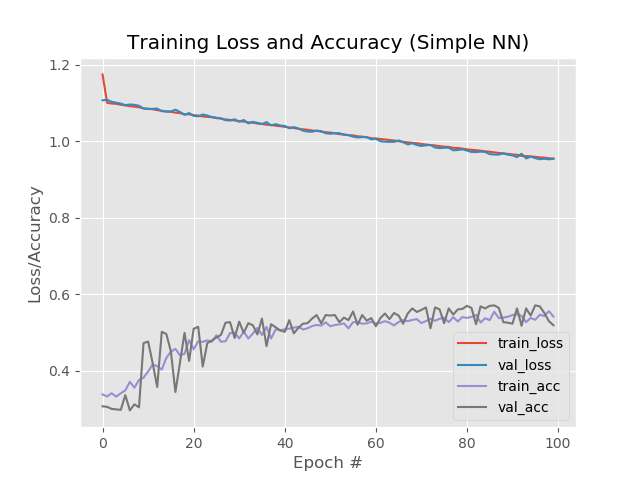 Training Loss and Accuracy (Simple NN)
1.2
1.0
0.8
0.6
0.4
Loss/Accuracy
train_loss
val_loss
train_acc
val_acc
0 20 40 60 80 100
Epoch #